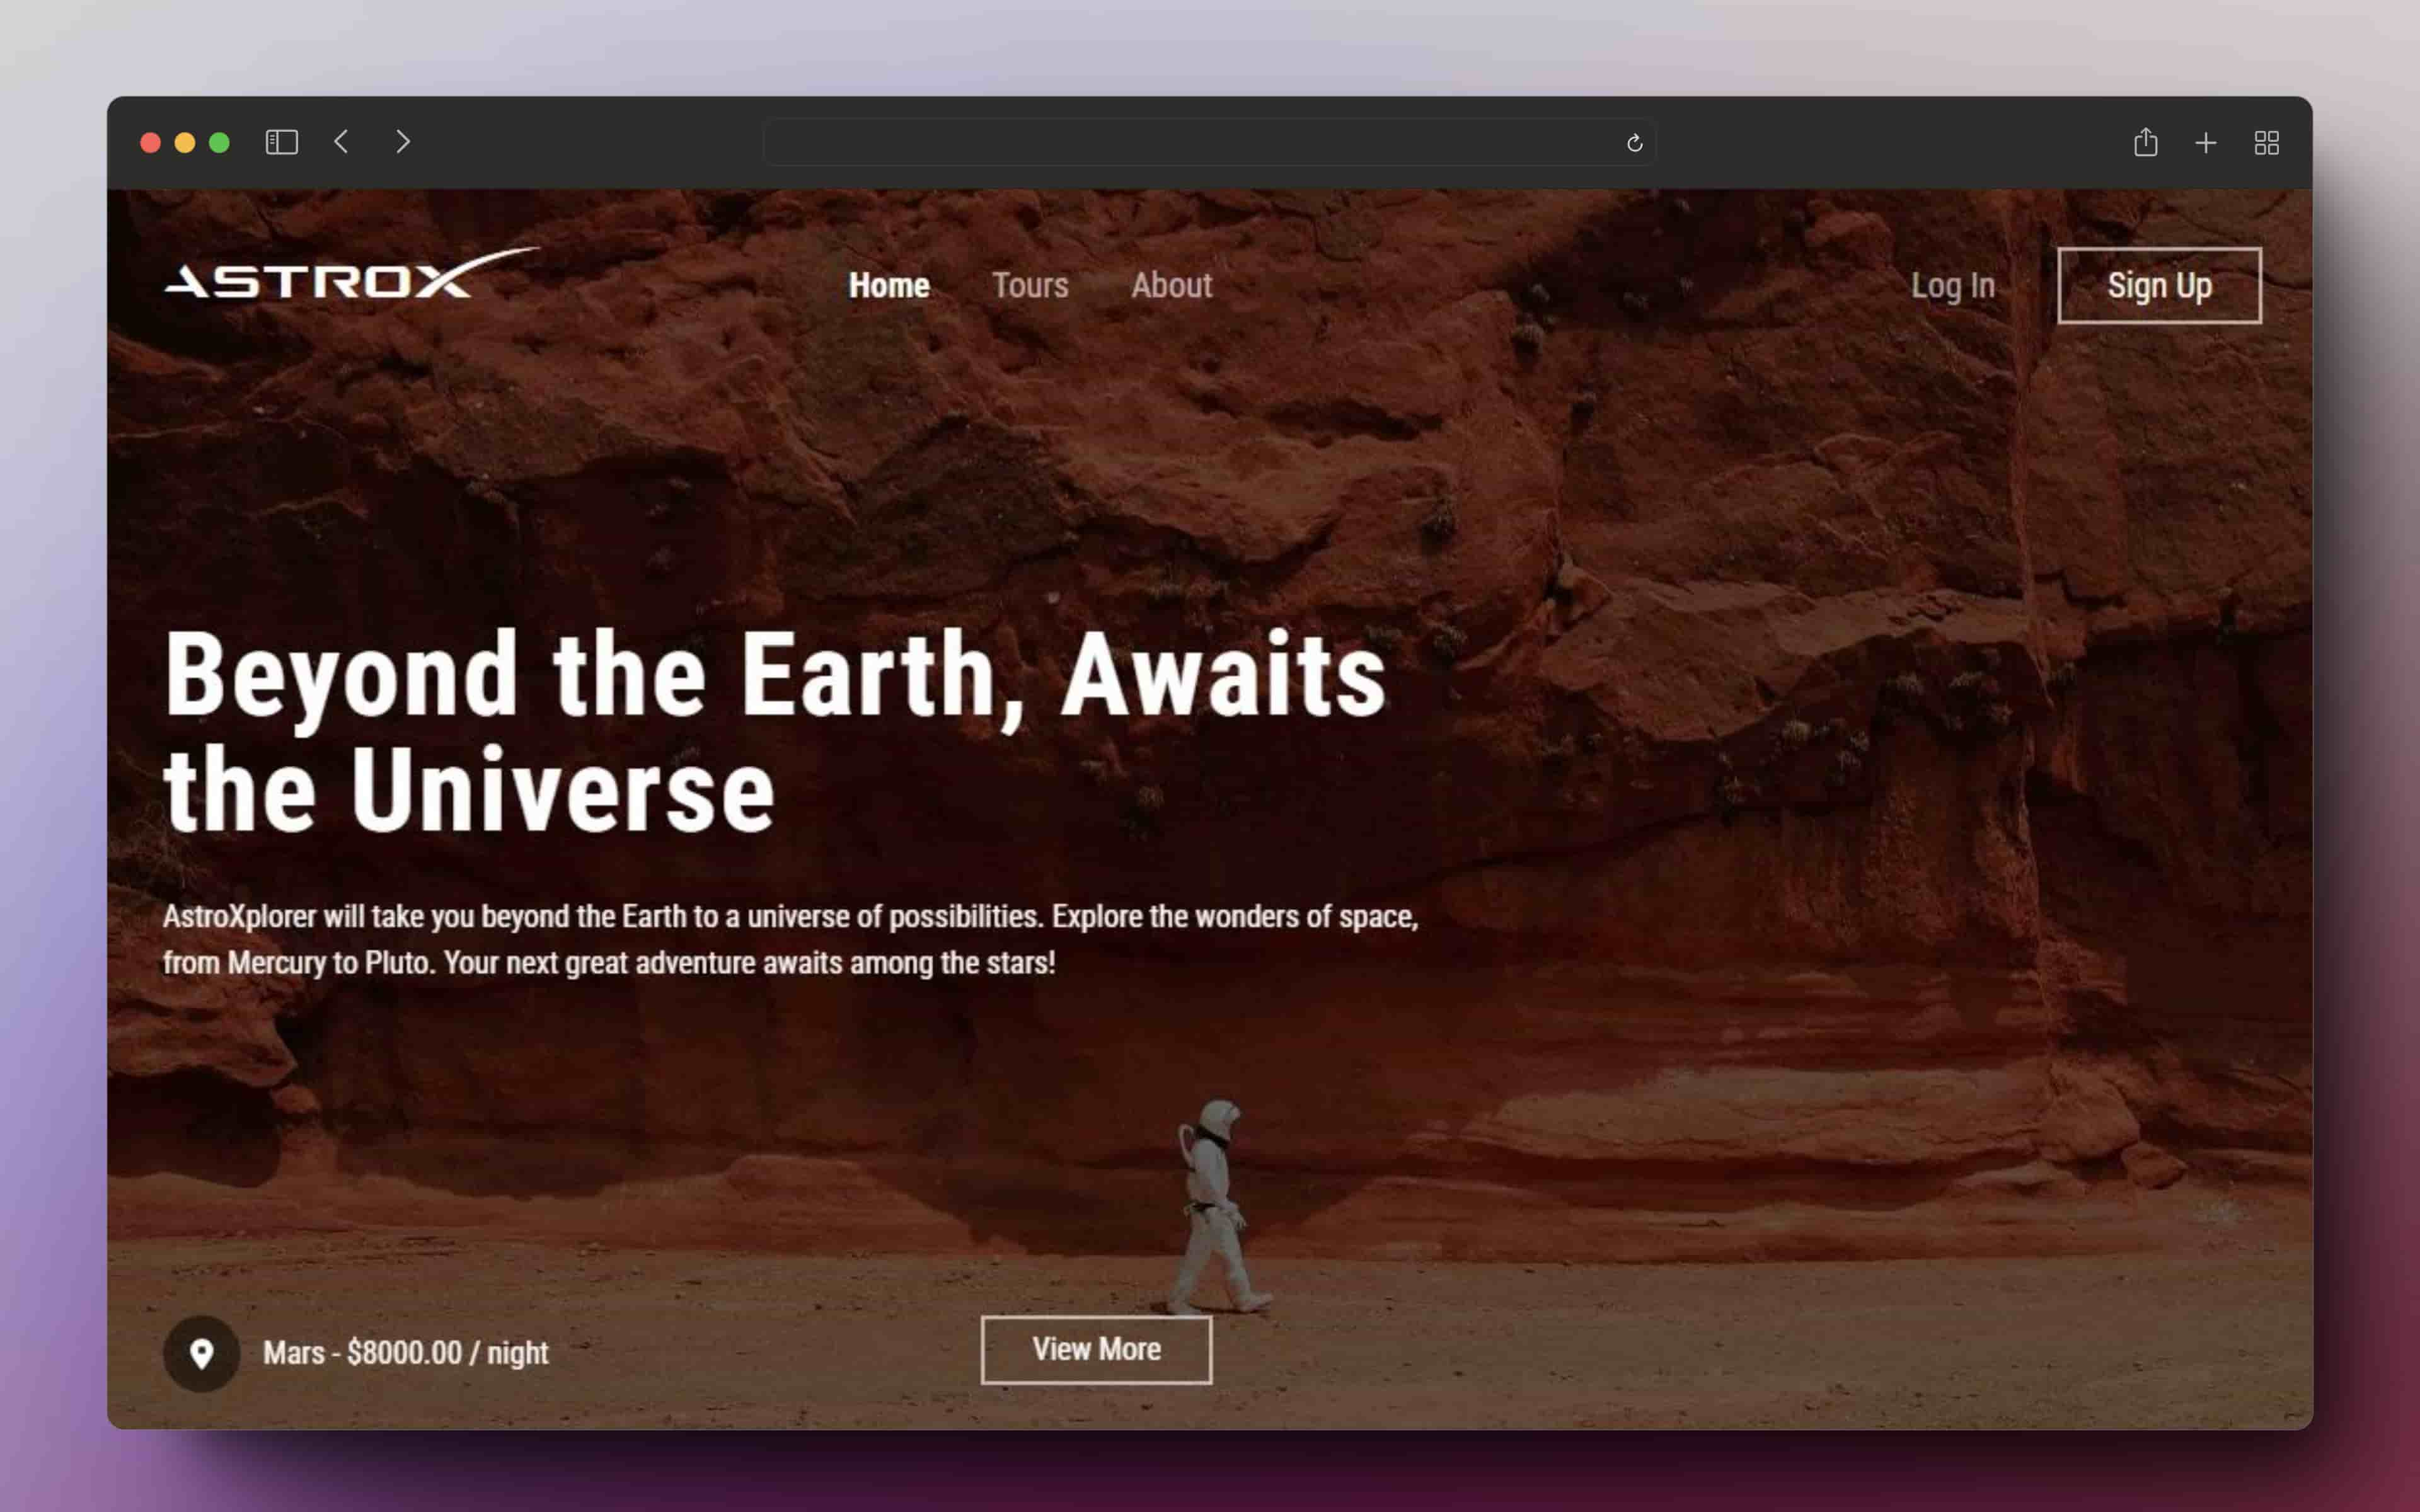 ASTROX
Home Tours About
Log In Sign Up
Beyond the Earth, Awaits
the Universe
AstroXplorer will take you beyond the Earth to a universe of possibilities. Explore the wonders of space,
from Mercury to Pluto. Your next great adventure awaits among the stars!
Mars - $8000.00 / night
View More